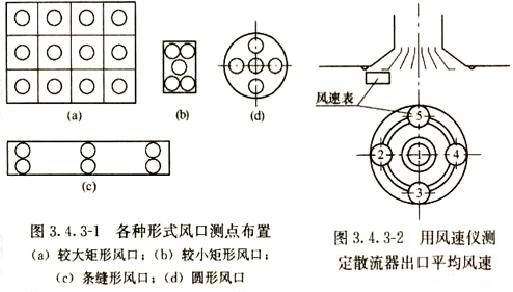 (a)
(b)
(d)
(c)
图 3.4.3-1 各种形式风口测点布置
(a) 较大矩形风口；(b) 较小矩形风口；
(c) 条缝形风口；(d) 圆形风口
风速表
5
2
1
4
3
图 3.4.3-2 用风速仪测
定散流器出口平均风速